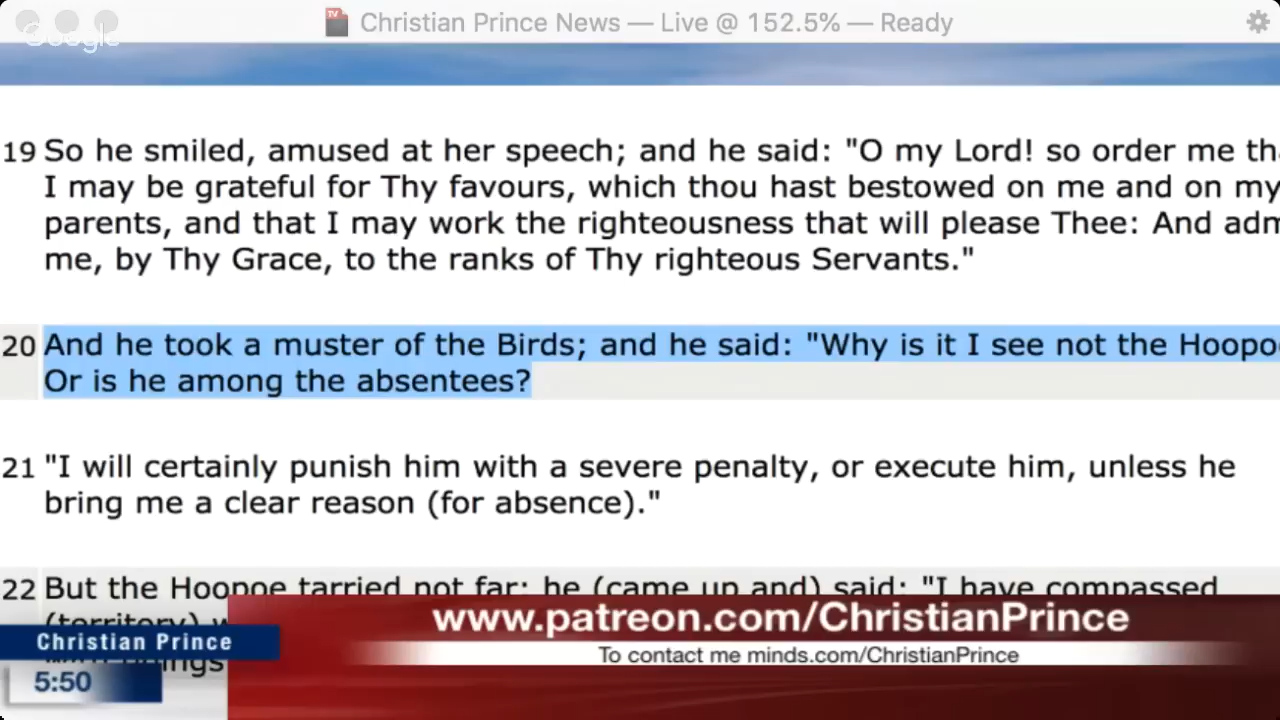 Christian Prince News — Live @ 152.5% — Ready
Google
19 So he smiled, amused at her speech; and he said: "O my Lord! so order me tha
I may be grateful for Thy favours, which thou hast bestowed on me and on my
parents, and that I may work the righteousness that will please Thee: And adm
me, by Thy Grace, to the ranks of Thy righteous Servants."
20 And he took a muster of the Birds; and he said: "Why is it I see not the Hoopoe
Or is he among the absentees?
21 "I will certainly punish him with a severe penalty, or execute him, unless he
bring me a clear reason (for absence)."
22 But the Hoopoe tarried not far: he (came up and) said: "I have compassed
(territory) w
www.patreon.com/ChristianPrince
Christian Prince
To contact me minds.com/ChristianPrince
5:50